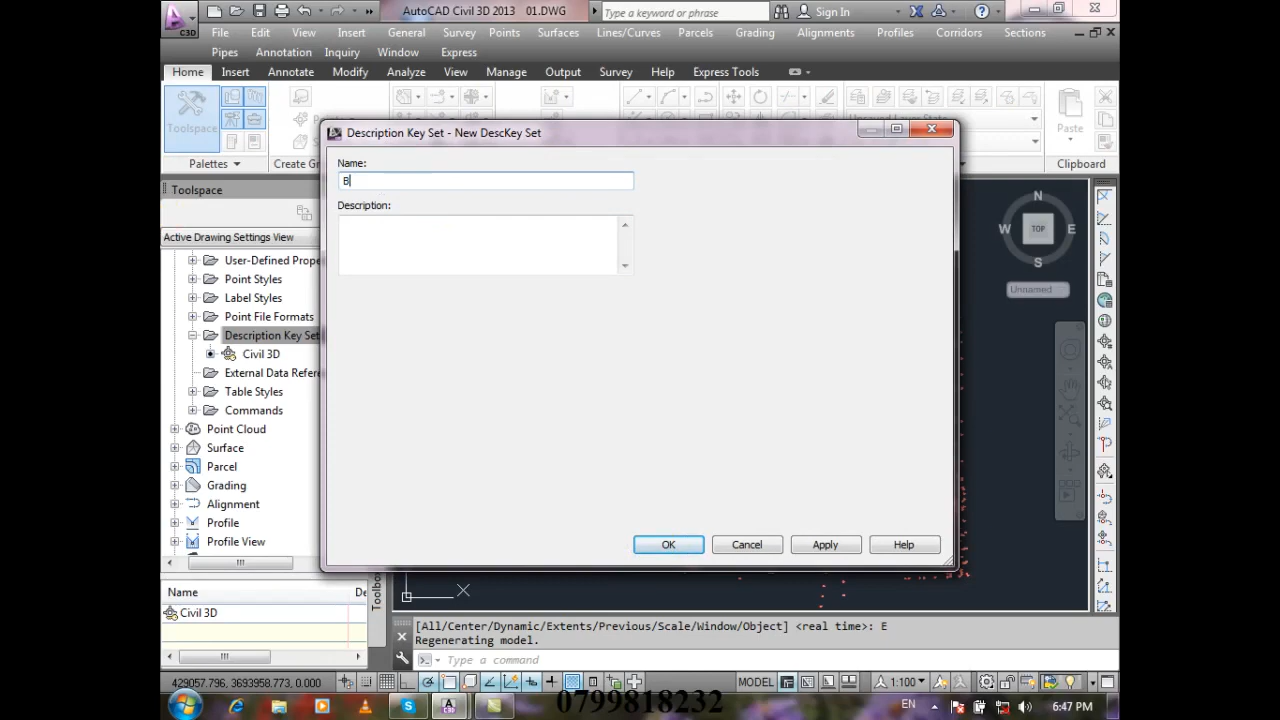 AutoCAD Civil 3D 2013 01.DWG
Type a keyword or phrase
Sign In
C3D
File Edit View Insert General Survey Points Surfaces Lines/Curves Parcels Grading Alignments Profiles Corridors Sections
Pipes Annotation Inquiry Window Express
Home Insert Annotate Modify Analyze View Manage Output Survey Help Express Tools
Toolspace
Paste
Palettes
Create Gr
Clipboard
Description Key Set - New DescKey Set
Name:
B
Description:
OK Cancel Apply Help
Toolspace
Active Drawing Settings View
User-Defined Prope
Point Styles
Label Styles
Point File Formats
Description Key Set
Civil 3D
External Data Refere
Table Styles
Commands
Point Cloud
Surface
Parcel
Grading
Alignment
Profile
Profile View
Name De
Civil 3D
Toolbox
N
W TOP E
S
Unnamed
[All/Center/Dynamic/Extents/Previous/Scale/Window/Object] <real time>: E
Regenerating model.
Type a command
429057.796, 3693958.773, 0.000
MODEL
1:100
0799818232
EN
6:47 PM